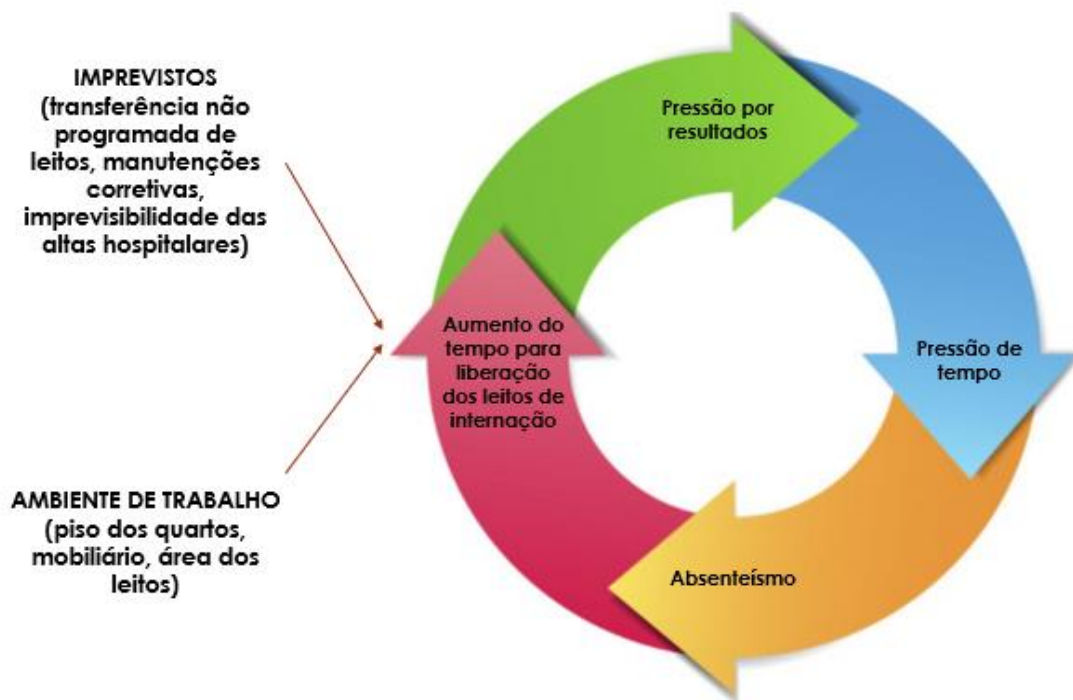 IMPREVISTOS
(transferência não
programada de
leitos, manutenções
corretivas,
imprevisibilidade das
altas hospitalares)
AMBIENTE DE TRABALHO
(piso dos quartos,
mobiliário, área dos
leitos)
Pressão por
resultados
Pressão de
tempo
Absenteísmo
Aumento do
tempo para
liberação
dos leitos de
internação